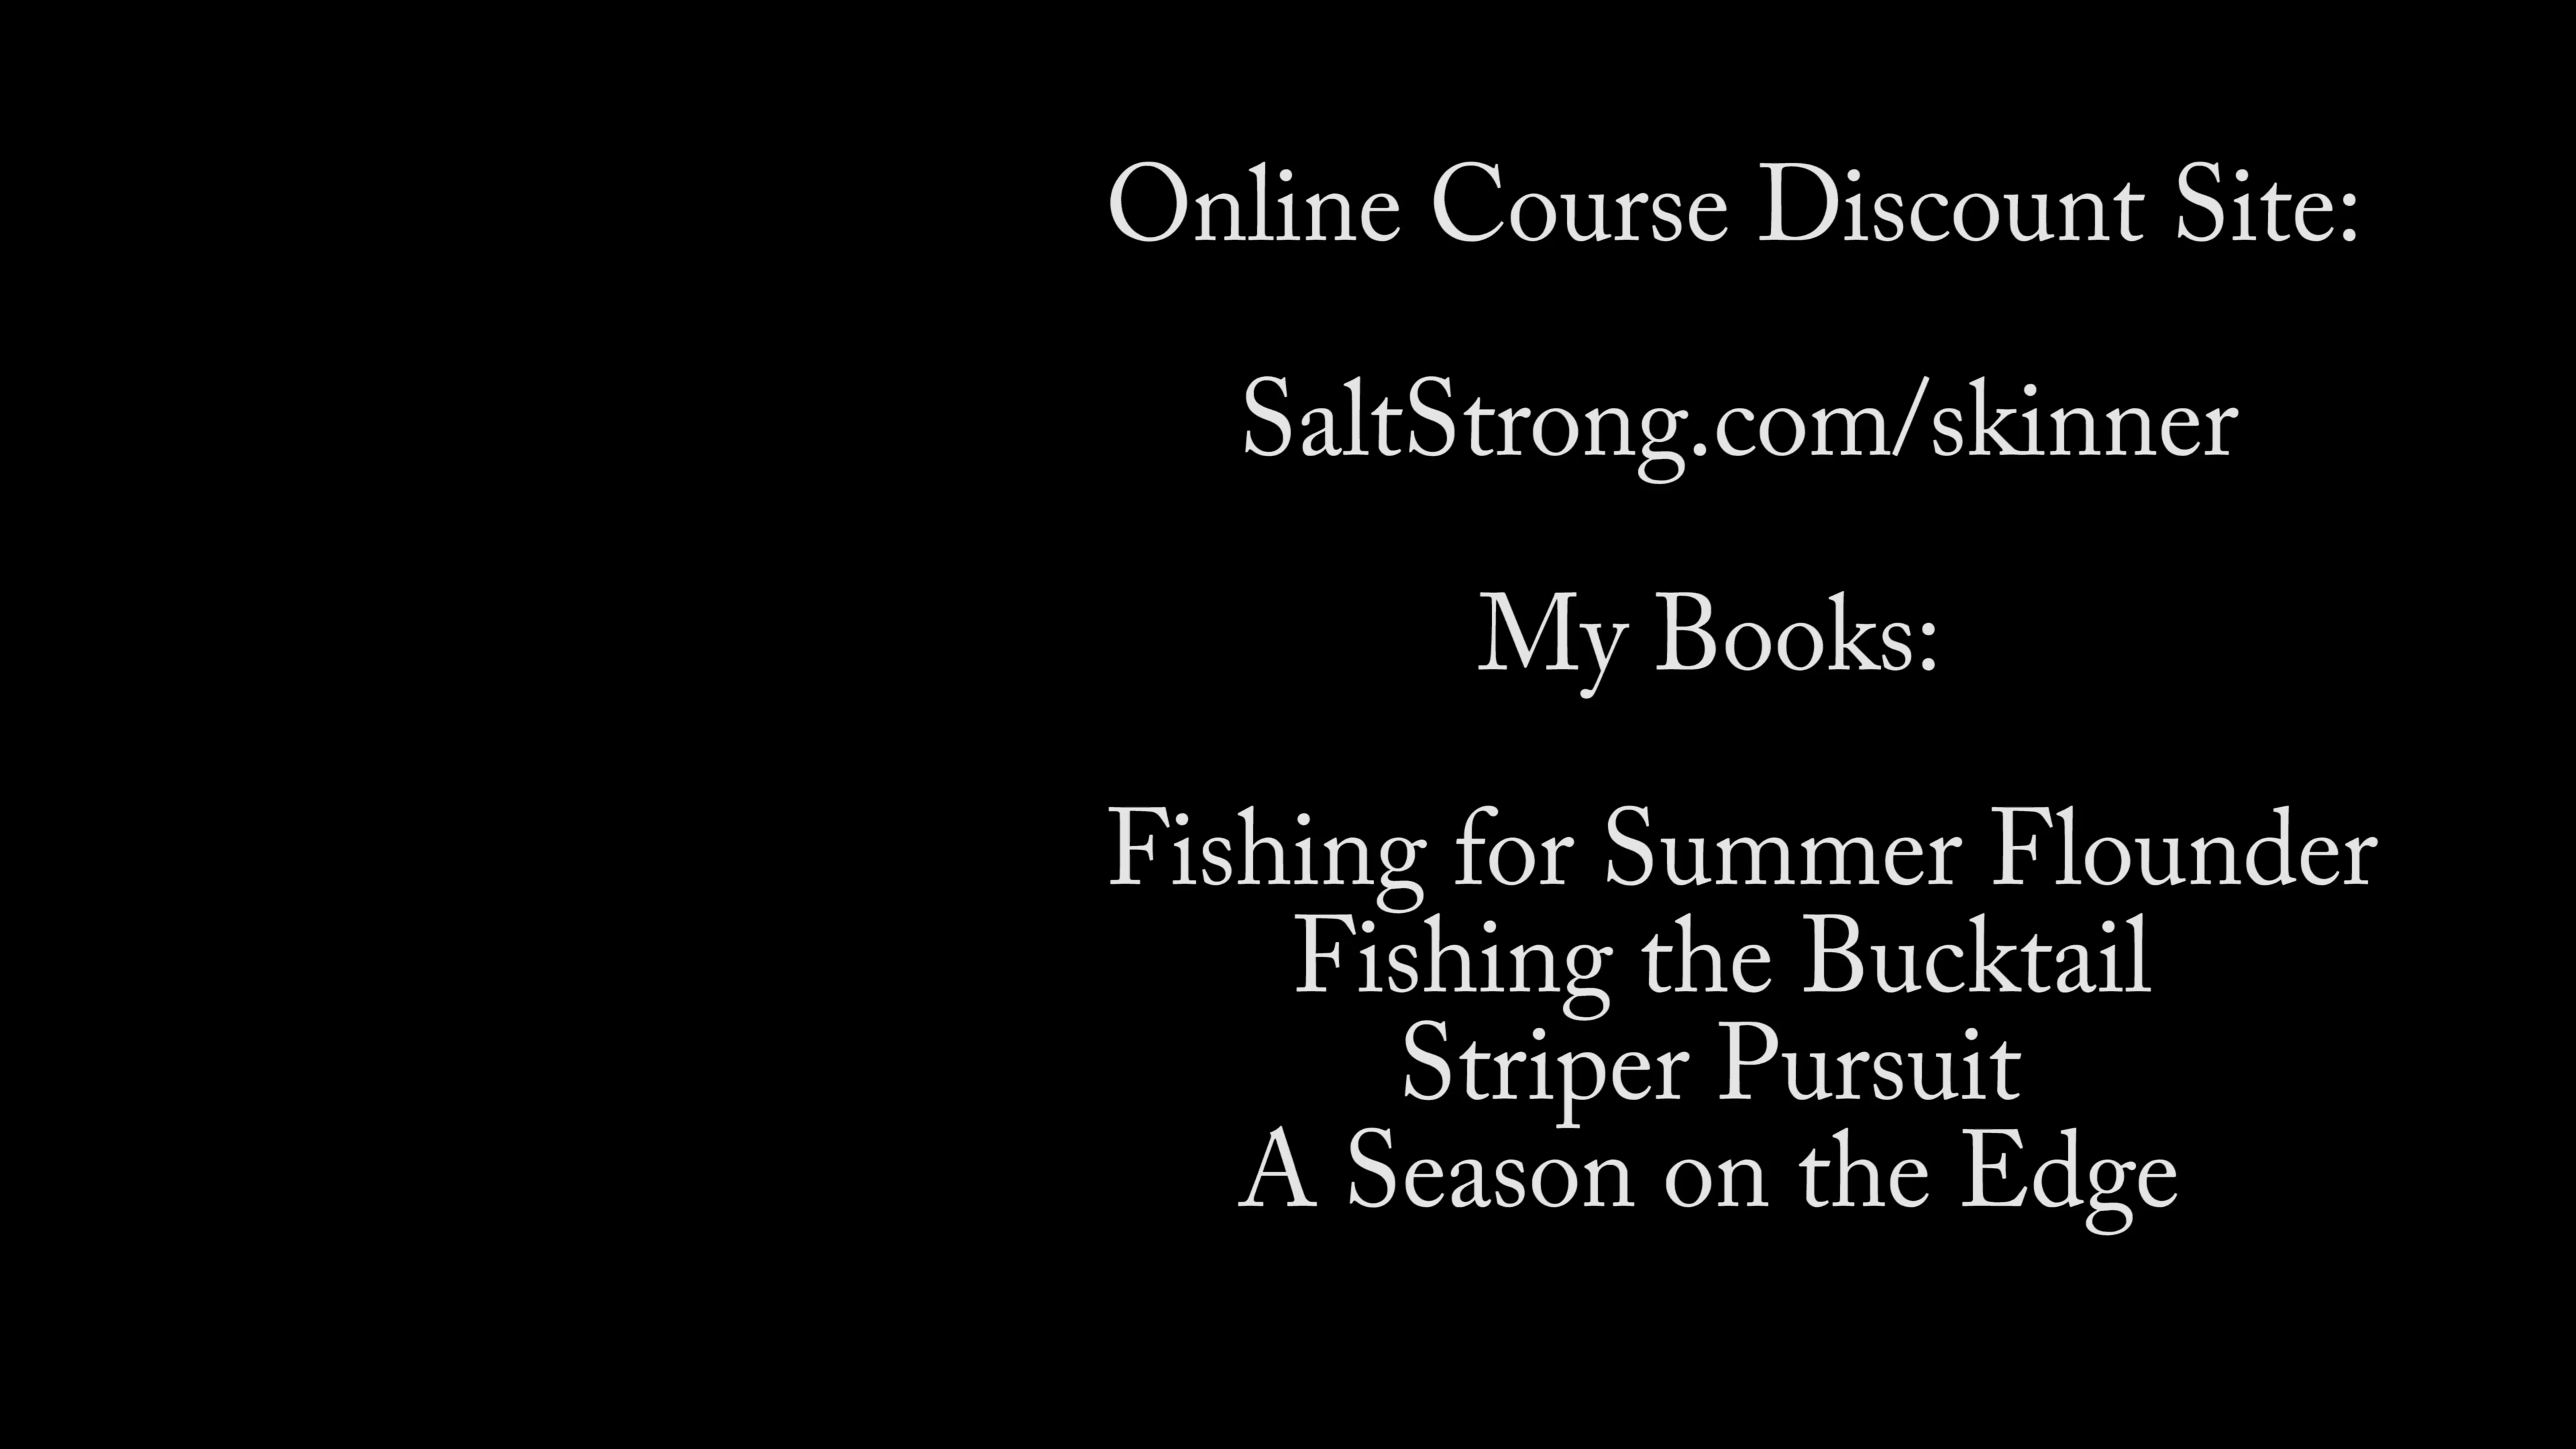 Online Course Discount Site:
SaltStrong.com/skinner
My Books:
Fishing for Summer Flounder
Fishing the Bucktail
Striper Pursuit
A Season on the Edge